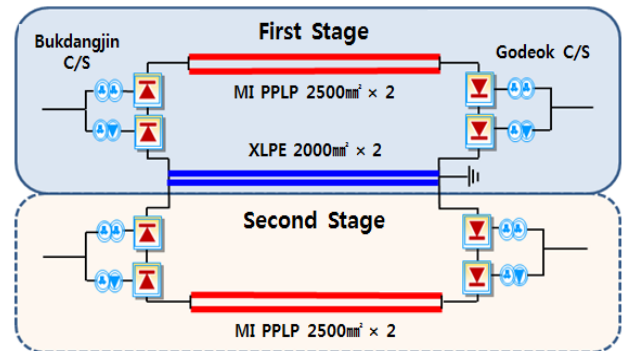 First Stage
Bukdangjin
C/S
Godeok C/S
MI PPLP 2500㎟ × 2
XLPE 2000㎟ × 2
Second Stage
MI PPLP 2500㎟ × 2